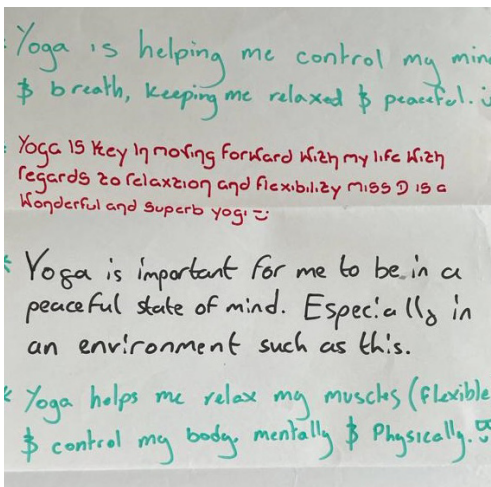 * Yoga is helping me control my mind
$ breath, keeping me relaxed $ peaceful. ü
* Yoga is key in moving forward with my life with
regards to relaxtion and flexibility miss D is a
wonderful and superb yogi ü
* Yoga is important for me to be in a
peaceful state of mind. Especially in
an environment such as this.
* Yoga helps me relax my muscles (flexible
$ control my body, mentally $ Physically. ü